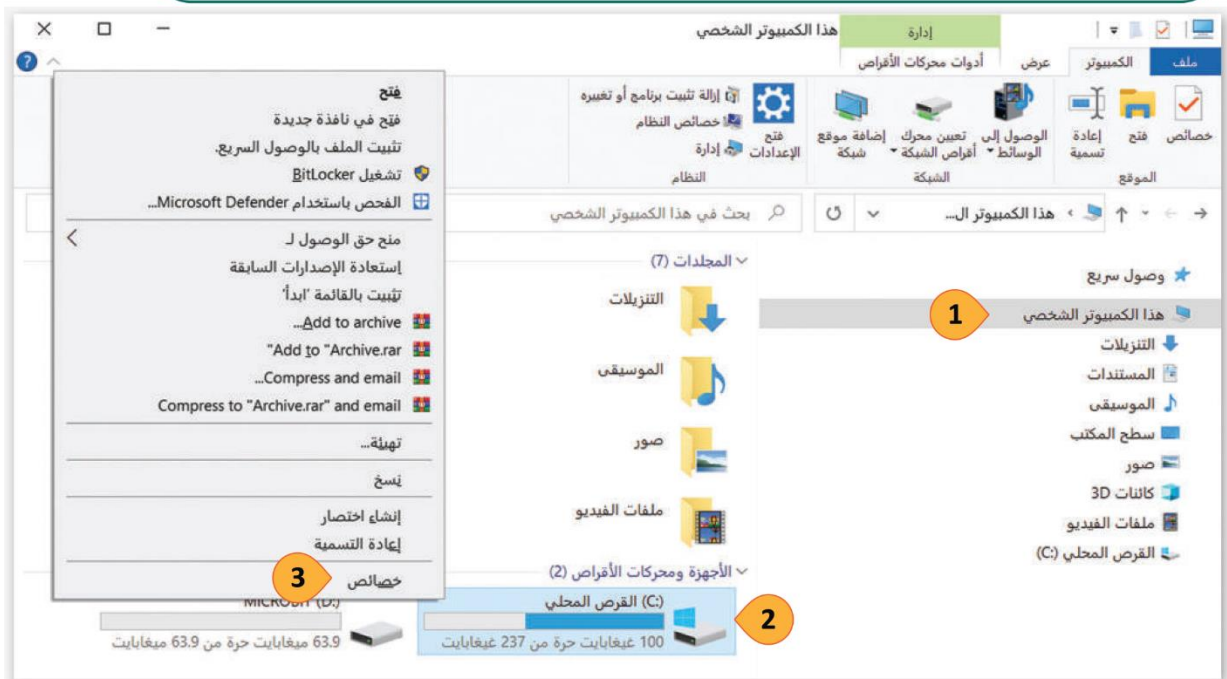 هذا الكمبيوتر الشخصي
إدارة
ملف
الكمبيوتر
عرض
أدوات محركات الأقراص
خصائص
فتح
إعادة تسمية
الموقع
الوصول إلى الوسائط
تعيين محرك أقراص الشبكة
إضافة موقع شبكة
الشبكة
فتح الإعدادات
إزالة تثبيت برنامج أو تغييره
خصائص النظام
إدارة
النظام
هذا الكمبيوتر ال...
بحث في هذا الكمبيوتر الشخصي
وصول سريع
هذا الكمبيوتر الشخصي
1
التنزيلات
المستندات
الموسيقى
سطح المكتب
صور
كائنات 3D
ملفات الفيديو
القرص المحلي (C:)
المجلدات (7)
التنزيلات
الموسيقى
صور
ملفات الفيديو
الأجهزة ومحركات الأقراص (2)
القرص المحلي (C:)
100 غيغابايت حرة من 237 غيغابايت
2
MICROBIT (D:)
63.9 ميغابايت حرة من 63.9 ميغابايت
فتح
فتح في نافذة جديدة
تثبيت الملف بالوصول السريع.
تشغيل BitLocker
الفحص باستخدام Microsoft Defender...
منح حق الوصول لـ
إستعادة الإصدارات السابقة
تثبيت بالقائمة "ابدأ"
Add to archive...
Add to "Archive.rar"
Compress and email...
Compress to "Archive.rar" and email
تهيئة...
نسخ
إنشاء اختصار
إعادة التسمية
خصائص
3